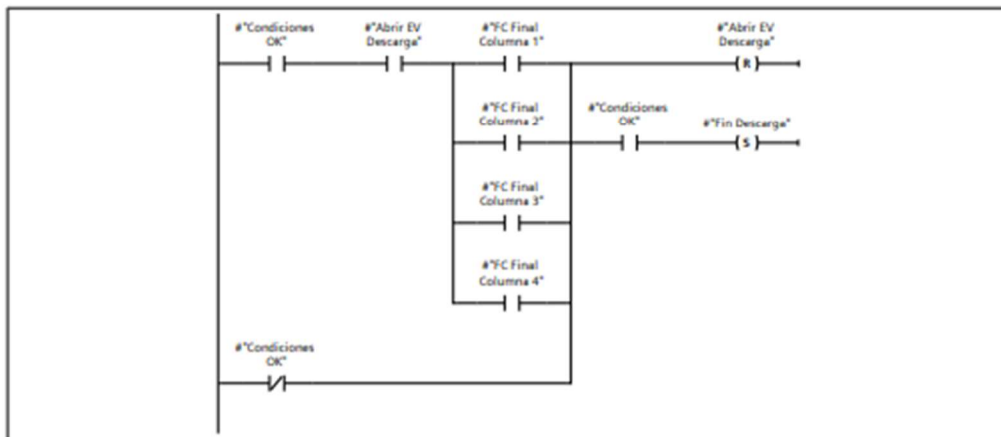 #"Condiciones
OK"
#"Abrir EV
Descarga"
#"FC Final
Columna 1"
#"Abrir EV
Descarga"
R
#"FC Final
Columna 2"
#"Condiciones
OK"
#"Fin Descarga"
S
#"FC Final
Columna 3"
#"FC Final
Columna 4"
#"Condiciones
OK"